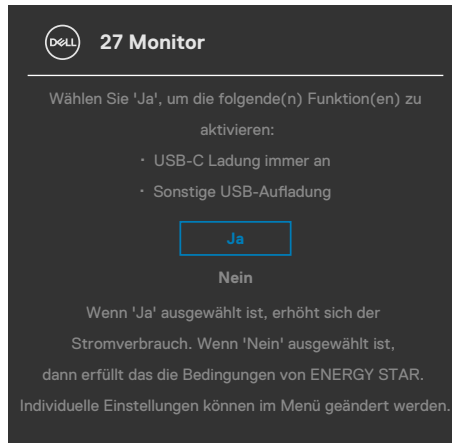 DELL 27 Monitor
Wählen Sie 'Ja', um die folgende(n) Funktion(en) zu
aktivieren:
· USB-C Ladung immer an
· Sonstige USB-Aufladung
Ja
Nein
Wenn 'Ja' ausgewählt ist, erhöht sich der
Stromverbrauch. Wenn 'Nein' ausgewählt ist,
dann erfüllt das die Bedingungen von ENERGY STAR.
Individuelle Einstellungen können im Menü geändert werden.